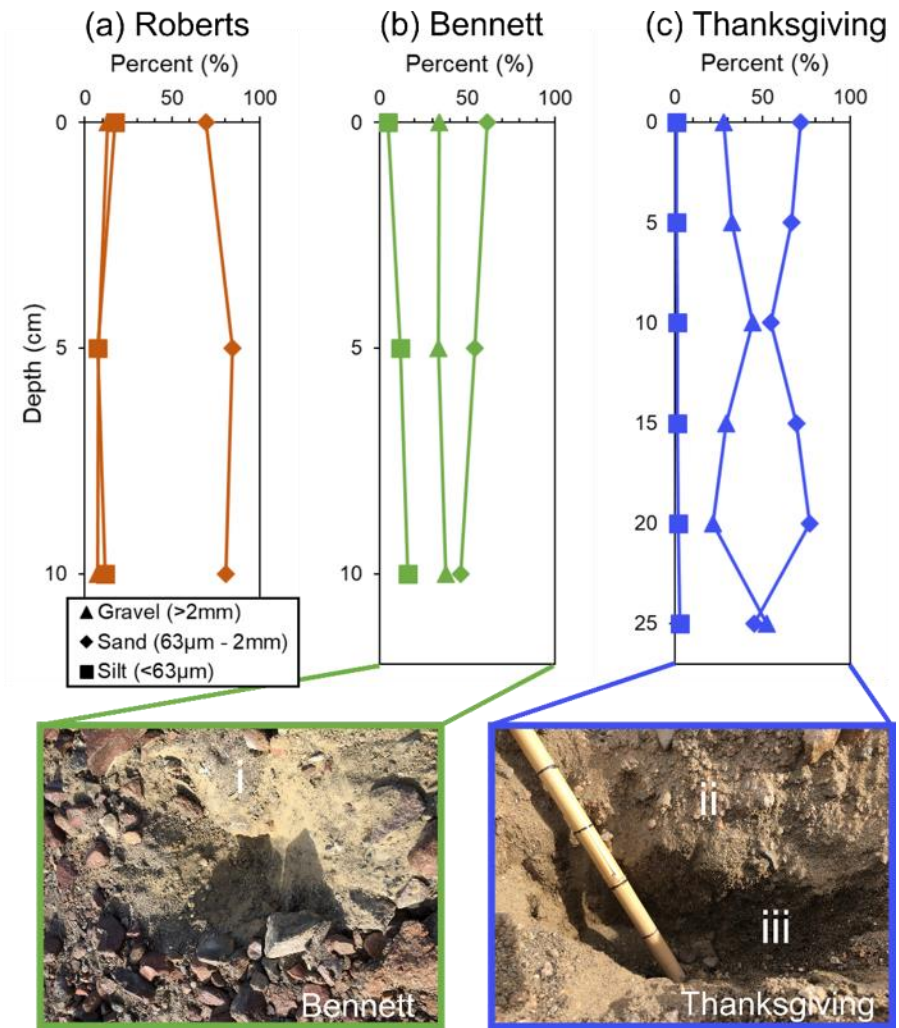 (a) Roberts
(b) Bennett
(c) Thanksgiving
Percent (%)
Percent (%)
Percent (%)
0 50 100
0 50 100
0 50 100
Depth (cm)
0
5
10
0
5
10
0
5
10
15
20
25
Gravel (>2mm)
Sand (63μm - 2mm)
Silt (<63μm)
i
Bennett
ii
iii
Thanksgiving